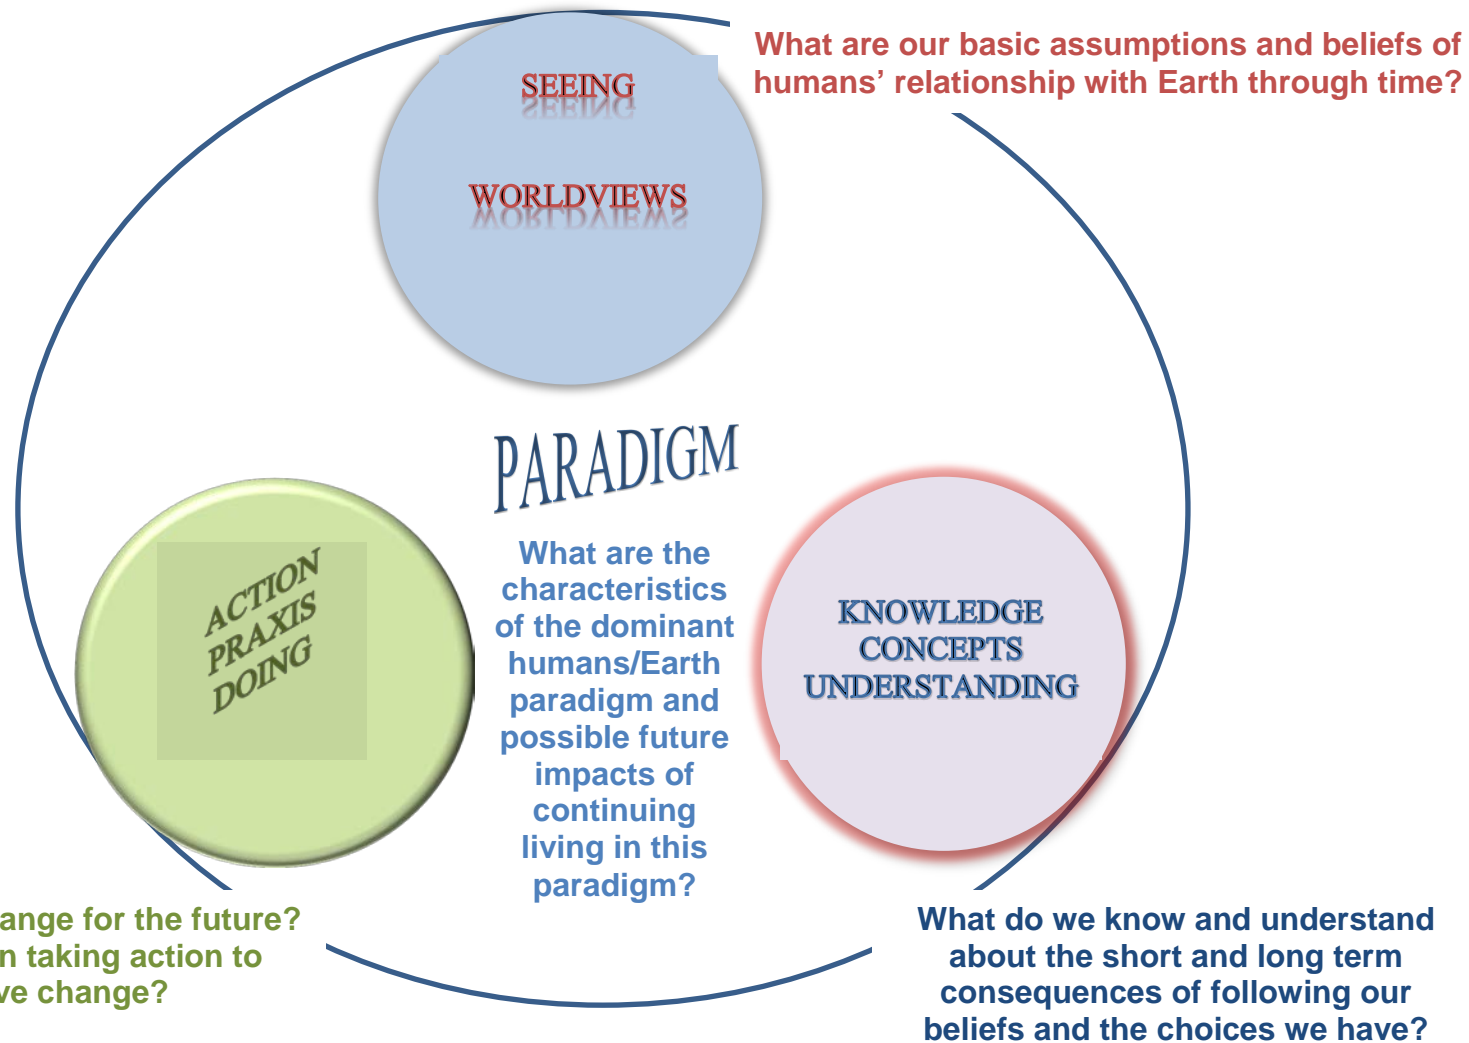 What are our basic assumptions and beliefs of
humans’ relationship with Earth through time?
SEEING
WORLDVIEWS
PARADIGM
What are the
characteristics
of the dominant
humans/Earth
paradigm and
possible future
impacts of
continuing
living in this
paradigm?
ACTION
PRAXIS
DOING
KNOWLEDGE
CONCEPTS
UNDERSTANDING
for the future?
taking action to
change?
What do we know and understand
about the short and long term
consequences of following our
beliefs and the choices we have?